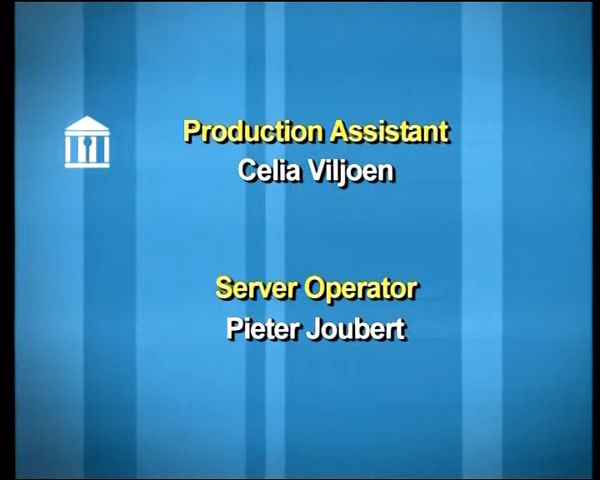 Production Assistant
Celia Viljoen
Server Operator
Pieter Joubert